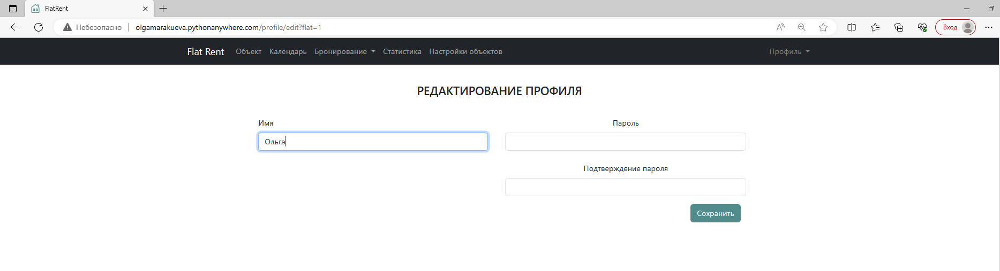 FlatRent
Небезопасно olgamarakueva.pythonanywhere.com/profile/edit?flat=1 Вход
Flat Rent Объект Календарь Бронирование Статистика Настройки объектов Профиль
РЕДАКТИРОВАНИЕ ПРОФИЛЯ
Имя
Ольга
Пароль
Подтверждение пароля
Сохранить